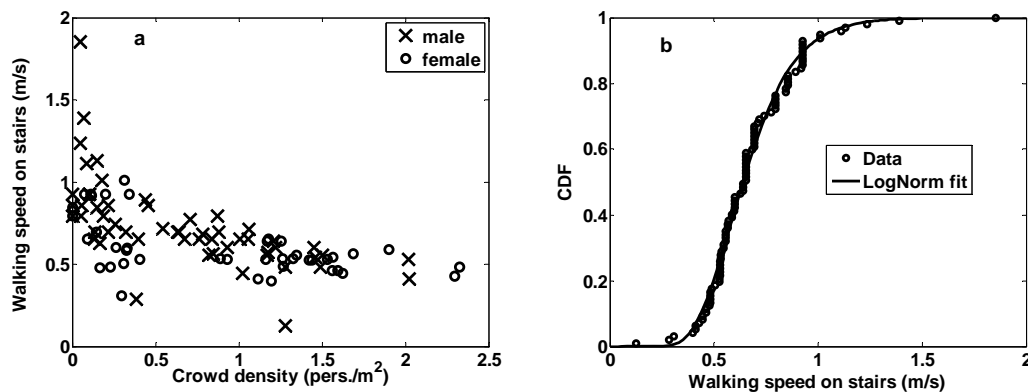 a
male
female
Walking speed on stairs (m/s)
2
1.5
1
0.5
0
0 0.5 1 1.5 2 2.5
Crowd density (pers./m²)
b
Data
LogNorm fit
CDF
1
0.8
0.6
0.4
0.2
0
0 0.5 1 1.5 2
Walking speed on stairs (m/s)